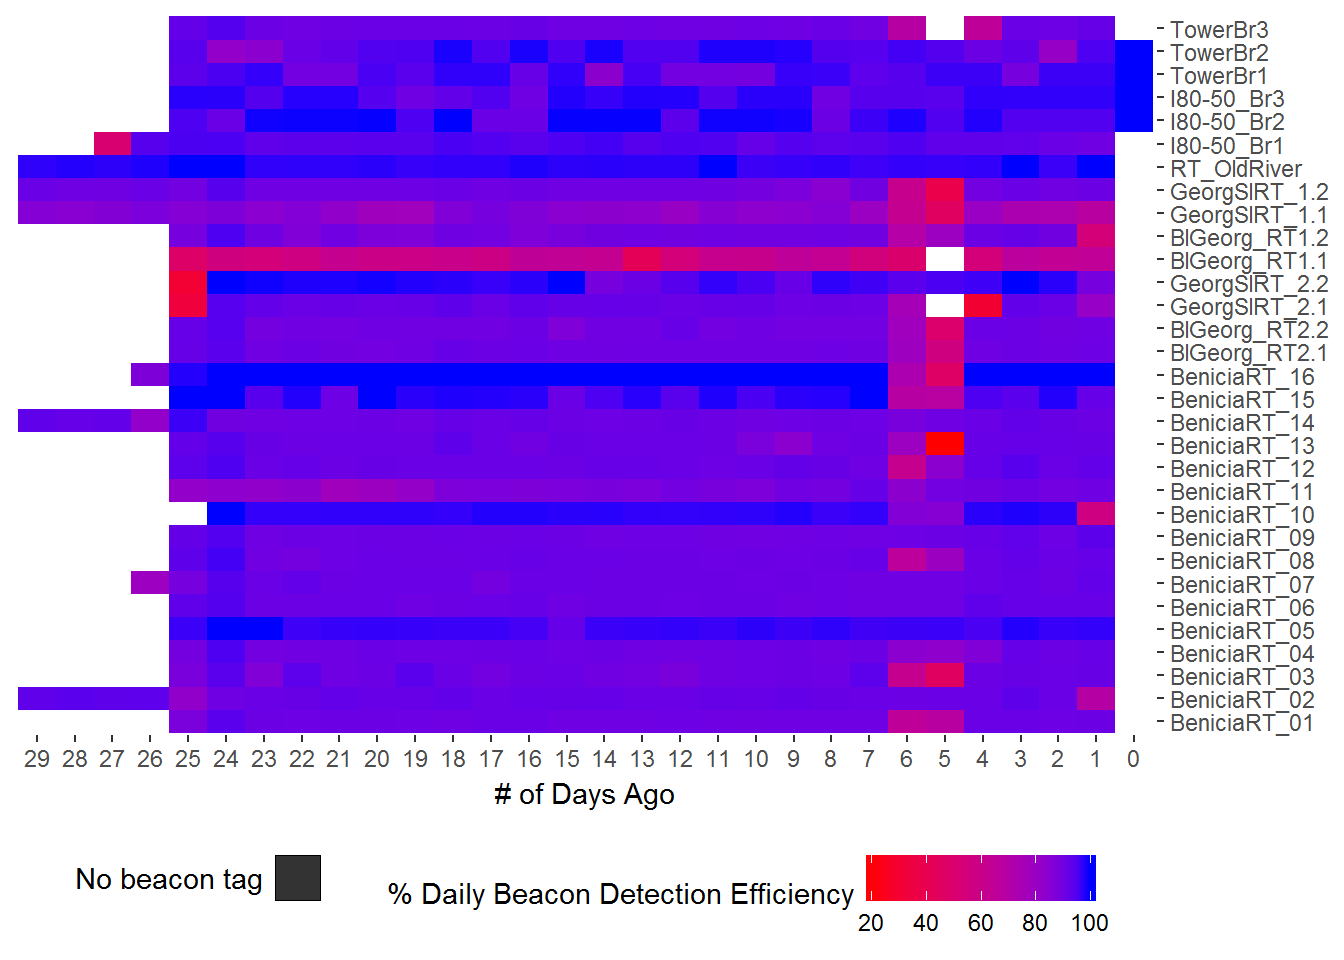 TowerBr3
TowerBr2
TowerBr1
I80-50_Br3
I80-50_Br2
I80-50_Br1
RT_OldRiver
GeorgSlRT_1.2
GeorgSlRT_1.1
BlGeorg_RT1.2
BlGeorg_RT1.1
GeorgSlRT_2.2
GeorgSlRT_2.1
BlGeorg_RT2.2
BlGeorg_RT2.1
BeniciaRT_16
BeniciaRT_15
BeniciaRT_14
BeniciaRT_13
BeniciaRT_12
BeniciaRT_11
BeniciaRT_10
BeniciaRT_09
BeniciaRT_08
BeniciaRT_07
BeniciaRT_06
BeniciaRT_05
BeniciaRT_04
BeniciaRT_03
BeniciaRT_02
BeniciaRT_01
29 28 27 26 25 24 23 22 21 20 19 18 17 16 15 14 13 12 11 10 9 8 7 6 5 4 3 2 1 0
# of Days Ago
No beacon tag
% Daily Beacon Detection Efficiency
20 40 60 80 100